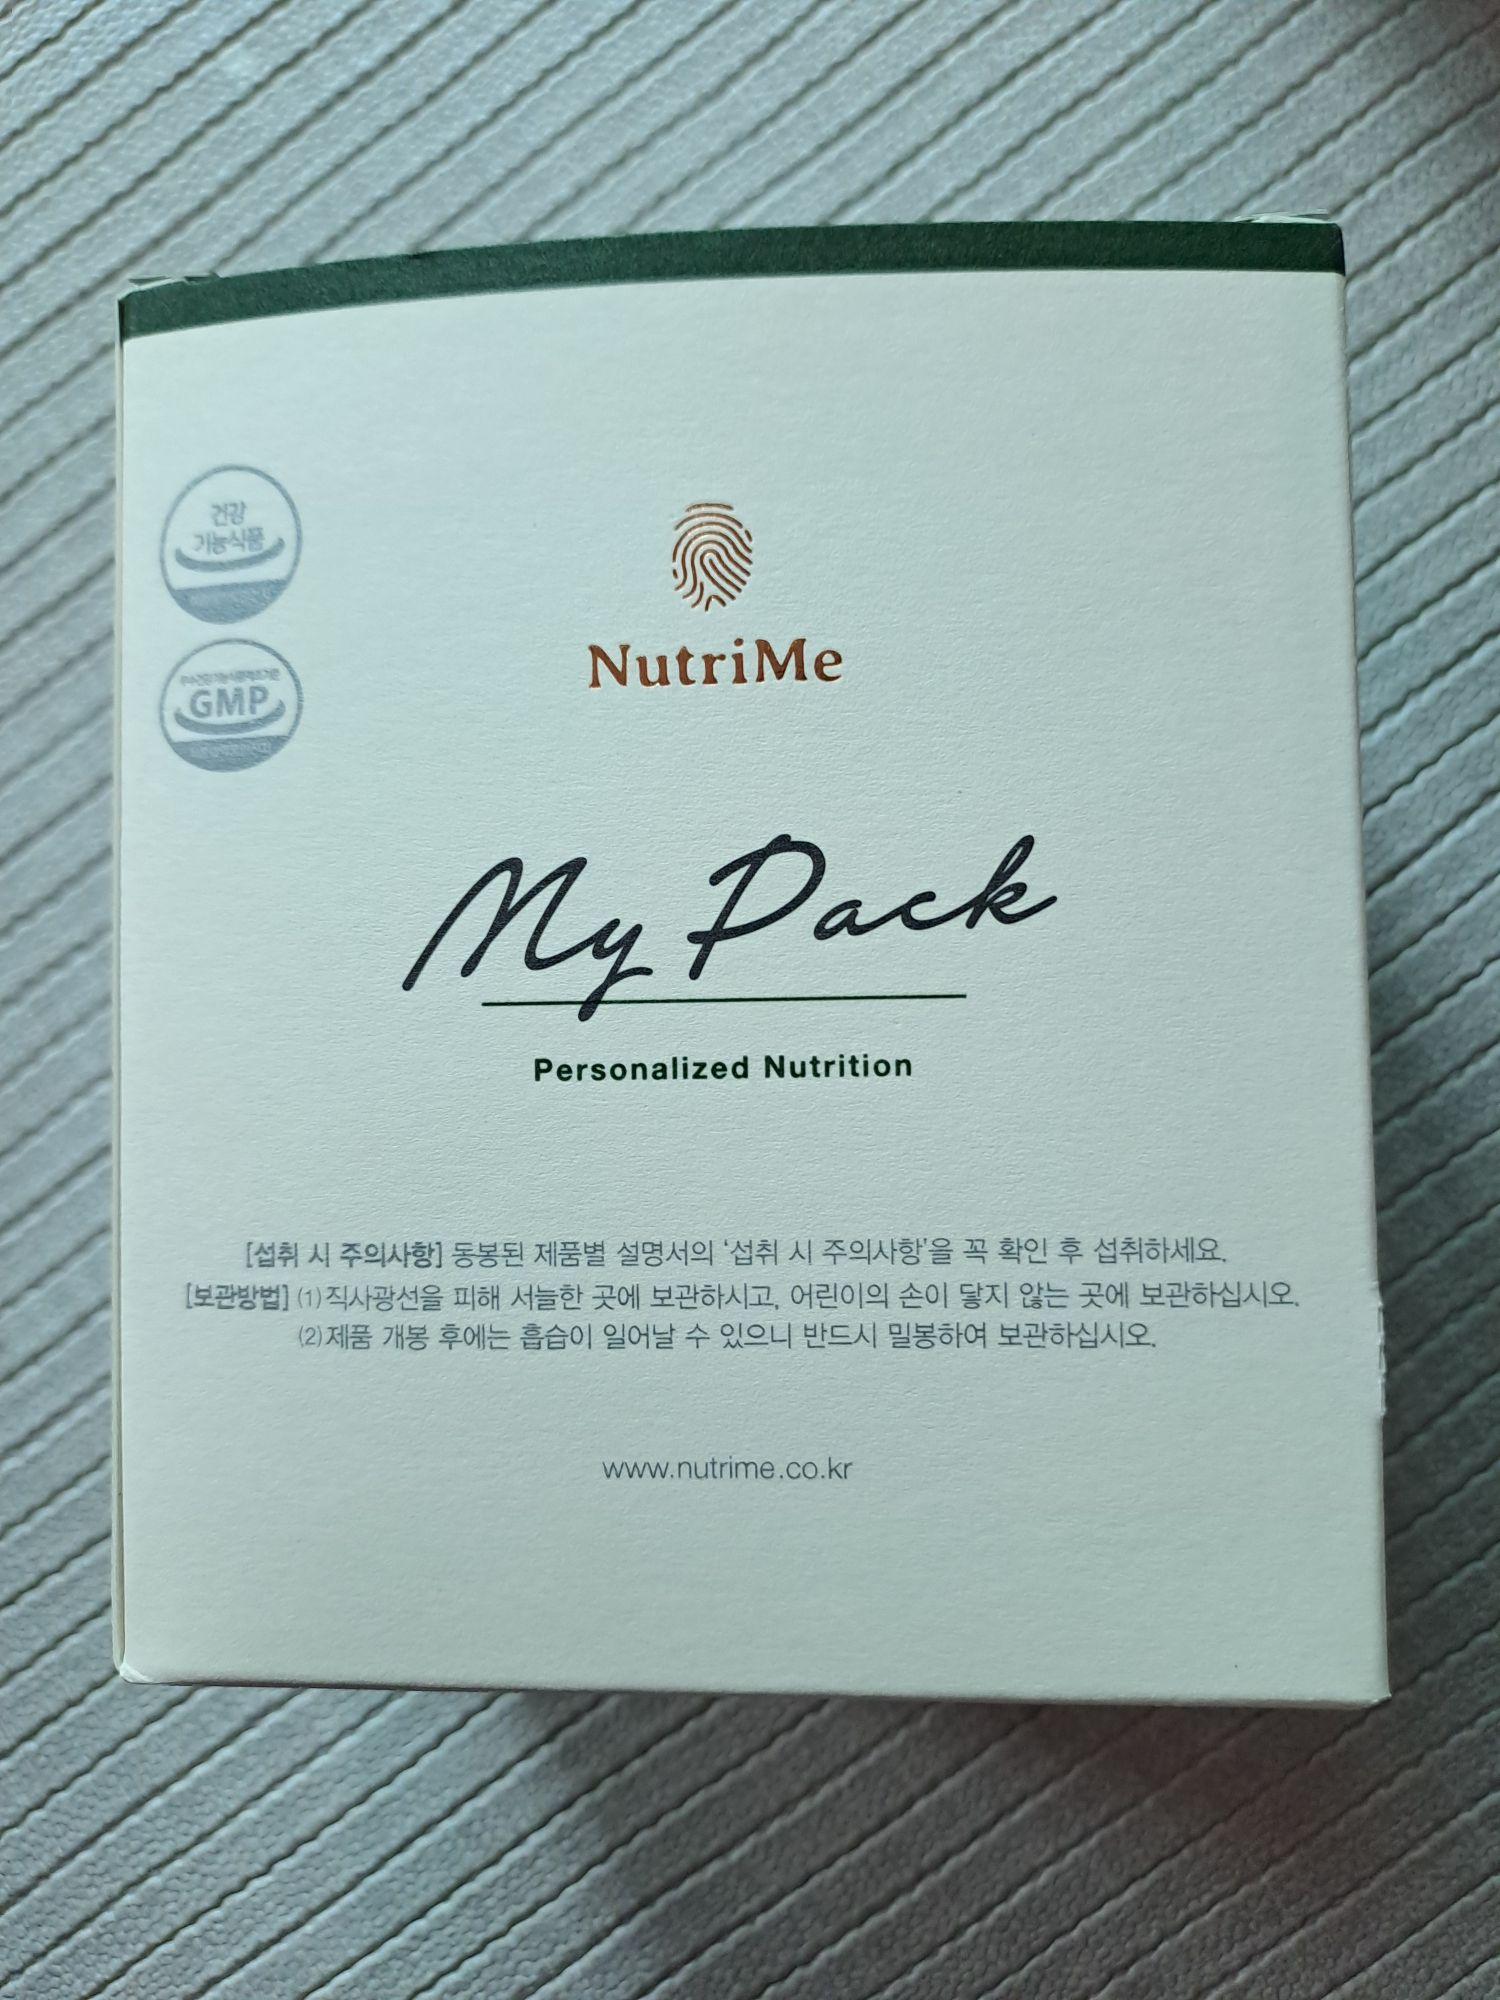 건강
기능식품
GMP
NutriMe
My Pack
Personalized Nutrition
[섭취 시 주의사항] 동봉된 제품별 설명서의 '섭취 시 주의사항'을 꼭 확인 후 섭취하세요.
[보관방법] (1)직사광선을 피해 서늘한 곳에 보관하시고, 어린이의 손이 닿지 않는 곳에 보관하십시오.
(2)제품 개봉 후에는 흡습이 일어날 수 있으니 반드시 밀봉하여 보관하십시오.
www.nutrime.co.kr